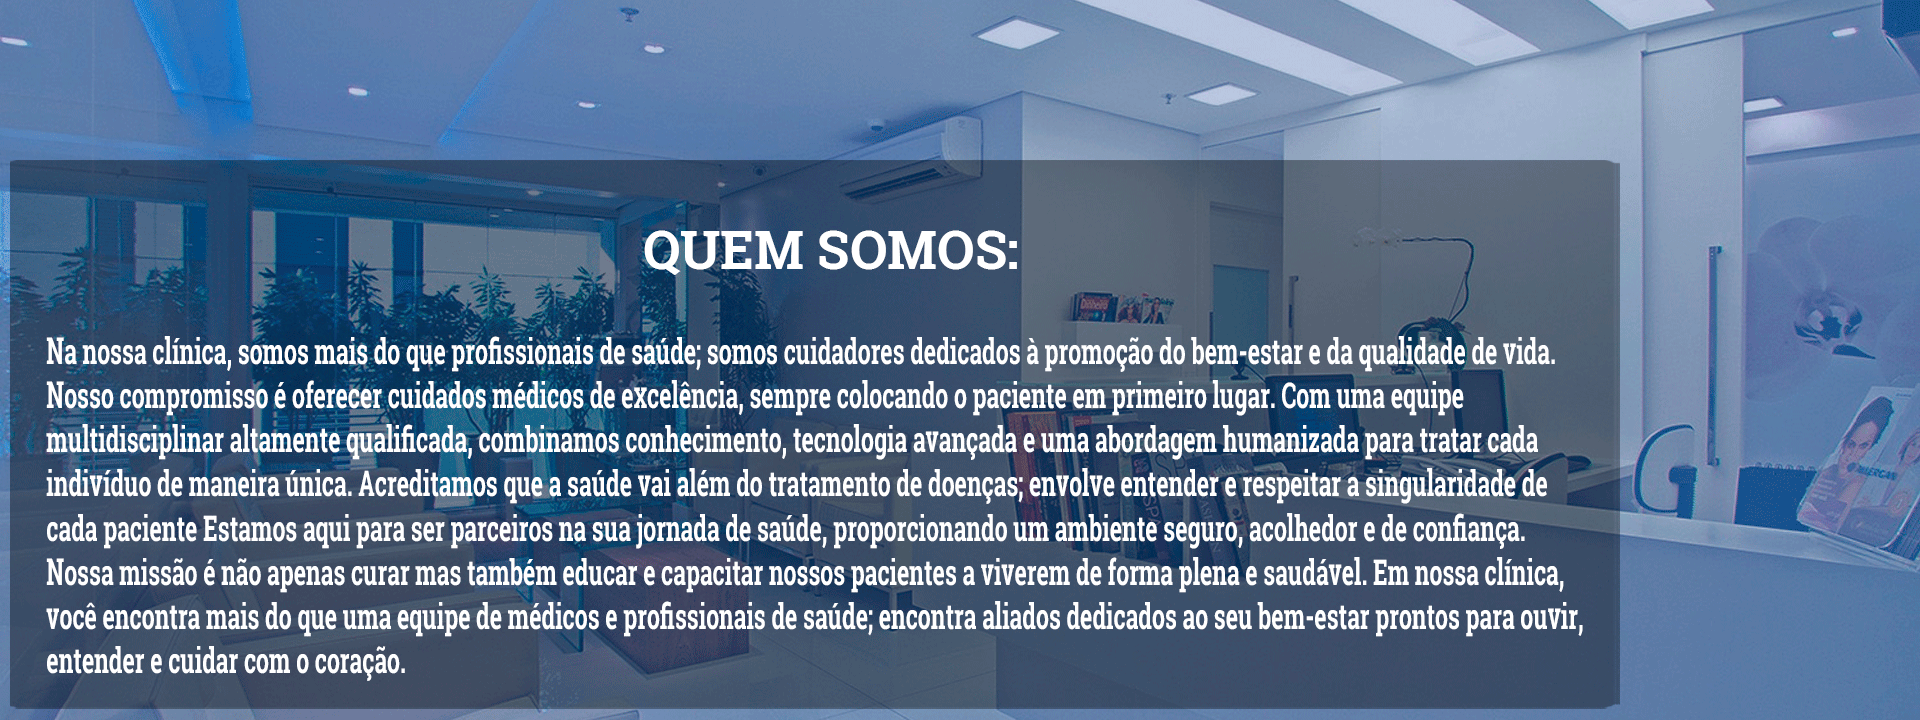 QUEM SOMOS:
Dinheiro
Na nossa clínica, somos mais do que profissionais de saúde; somos cuidadores dedicados à promoção do bem-estar e da qualidade de vida.
Nosso compromisso é oferecer cuidados médicos de excelência, sempre colocando o paciente em primeiro lugar. Com uma equipe
multidisciplinar altamente qualificada, combinamos conhecimento, tecnologia avançada e uma abordagem humanizada para tratar cada
indivíduo de maneira única. Acreditamos que a saúde vai além do tratamento de doenças; envolve entender e respeitar a singularidade de
cada paciente Estamos aqui para ser parceiros na sua jornada de saúde, proporcionando um ambiente seguro, acolhedor e de confiança.
Nossa missão é não apenas curar mas também educar e capacitar nossos pacientes a viverem de forma plena e saudável. Em nossa clínica,
você encontra mais do que uma equipe de médicos e profissionais de saúde; encontra aliados dedicados ao seu bem-estar prontos para ouvir,
entender e cuidar com o coração.